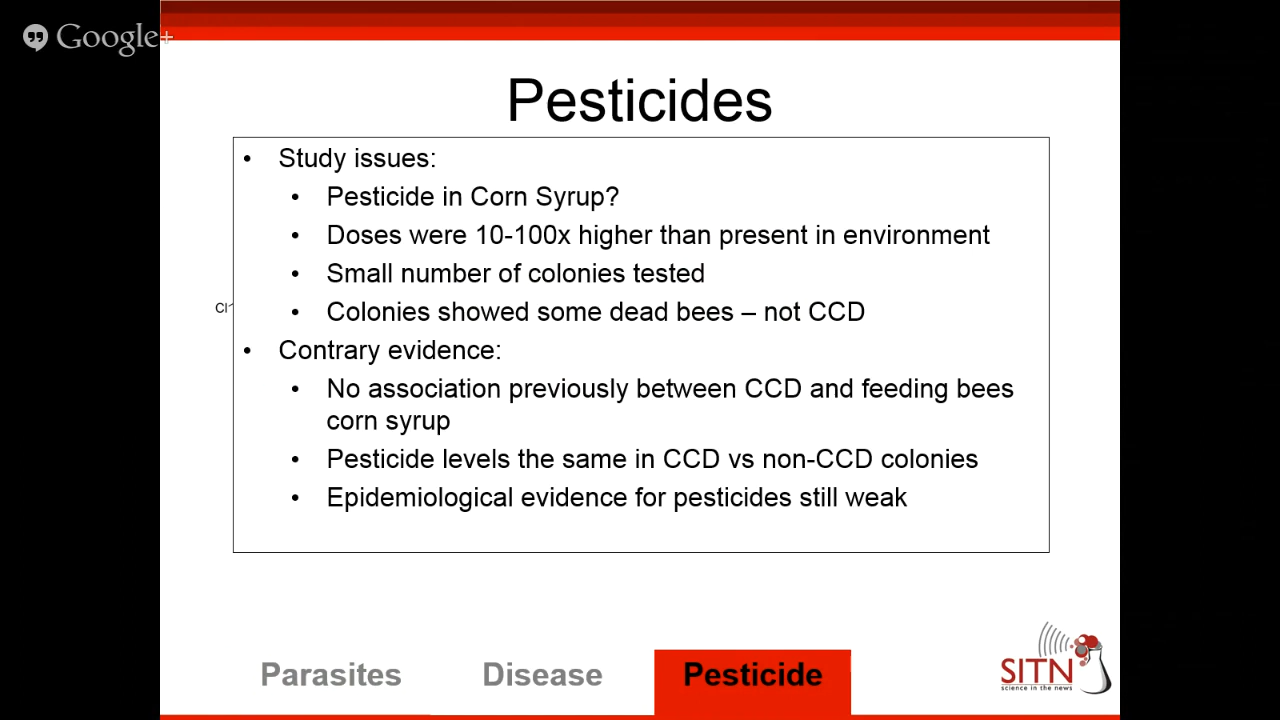 Google+
Pesticides
• Study issues:
• Pesticide in Corn Syrup?
• Doses were 10-100x higher than present in environment
• Small number of colonies tested
Cl
• Colonies showed some dead bees – not CCD
• Contrary evidence:
• No association previously between CCD and feeding bees
corn syrup
• Pesticide levels the same in CCD vs non-CCD colonies
• Epidemiological evidence for pesticides still weak
Parasites
Disease
Pesticide
SITN
science in the news